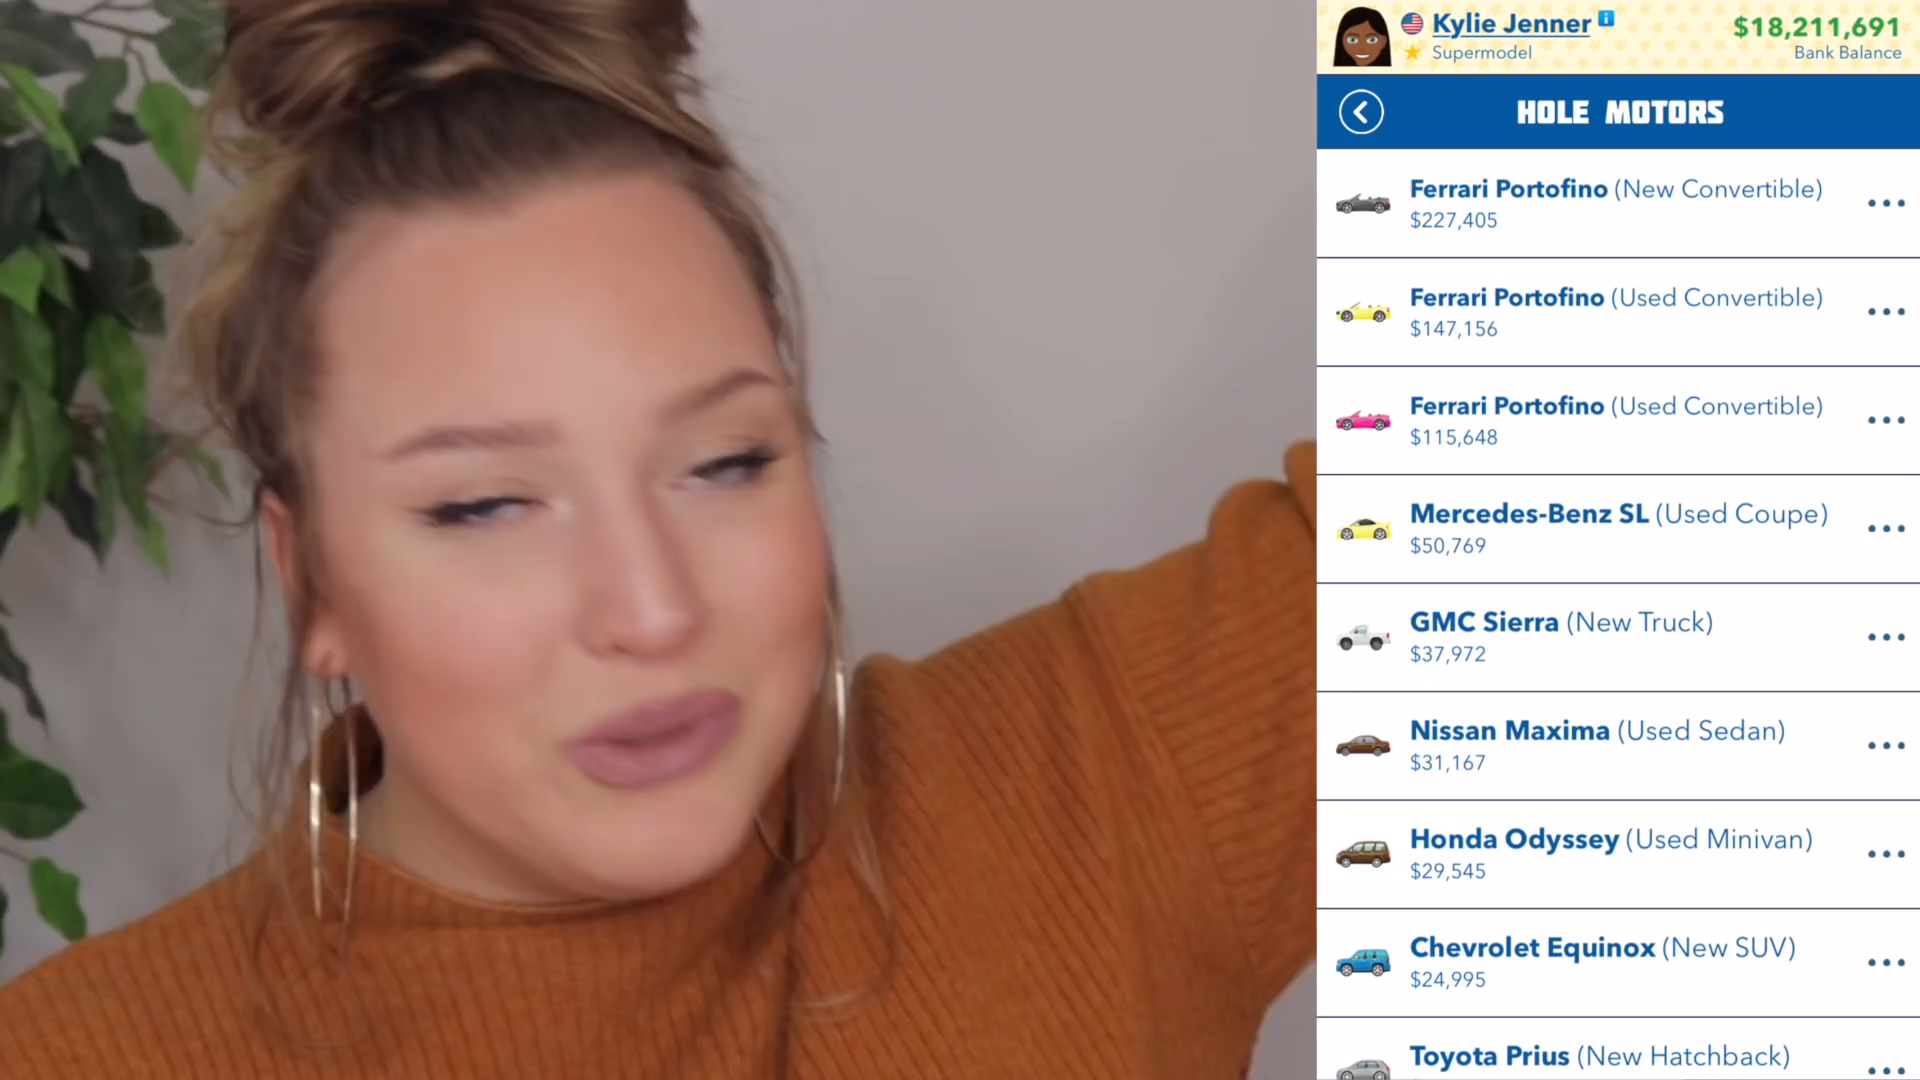 Kylie Jenner i
$18,211,691
Supermodel
Bank Balance
HOLE MOTORS
Ferrari Portofino (New Convertible)
$227,405
Ferrari Portofino (Used Convertible)
$147,156
Ferrari Portofino (Used Convertible)
$115,648
Mercedes-Benz SL (Used Coupe)
$50,769
GMC Sierra (New Truck)
$37,972
Nissan Maxima (Used Sedan)
$31,167
Honda Odyssey (Used Minivan)
$29,545
Chevrolet Equinox (New SUV)
$24,995
Toyota Prius (New Hatchback)